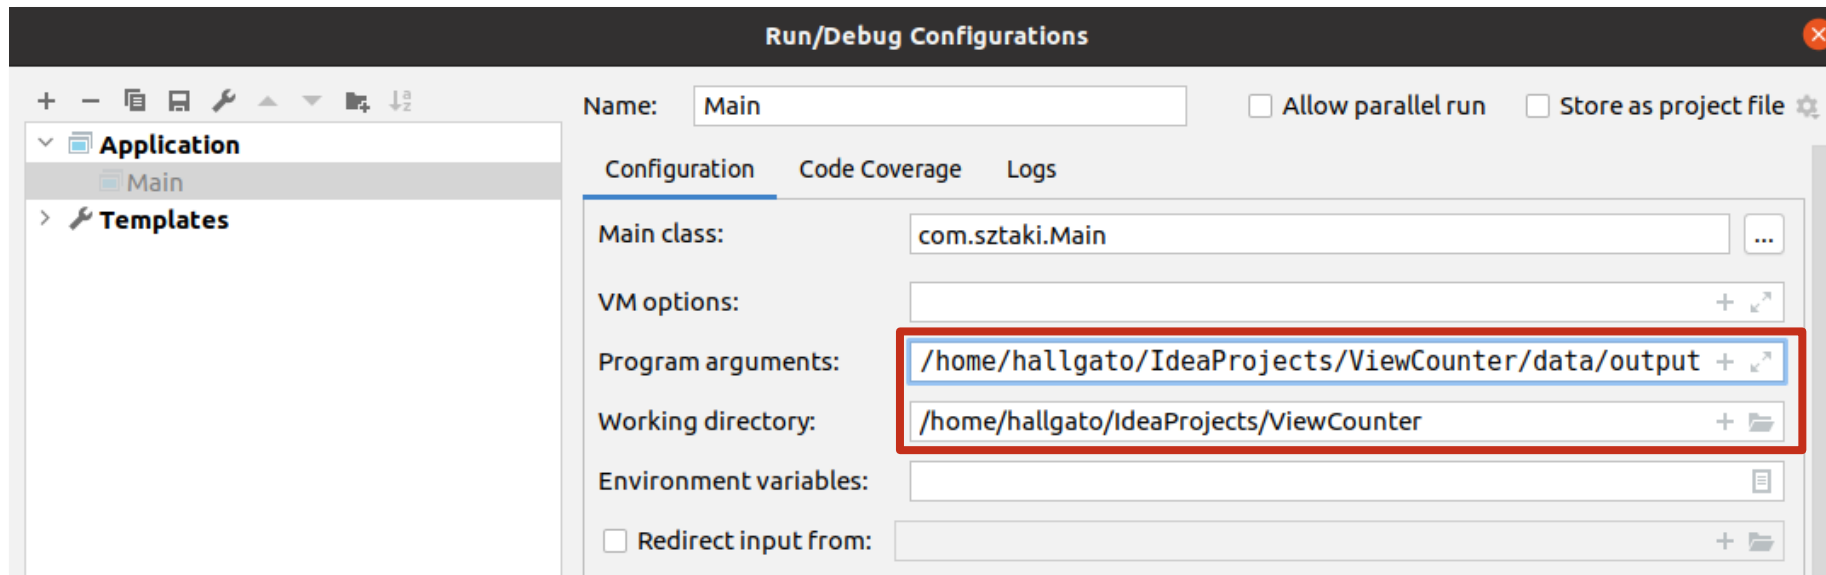 Run/Debug Configurations
Name: Main Allow parallel run Store as project file
Application
Main
Templates
Configuration Code Coverage Logs
Main class: com.sztaki.Main ...
VM options:
Program arguments: /home/hallgato/IdeaProjects/ViewCounter/data/output
Working directory: /home/hallgato/IdeaProjects/ViewCounter
Environment variables:
Redirect input from: